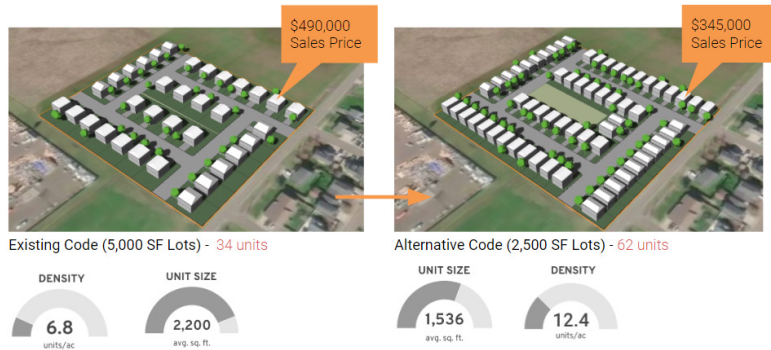 $490,000
Sales Price
$345,000
Sales Price
Existing Code (5,000 SF Lots) - 34 units
Alternative Code (2,500 SF Lots) - 62 units
DENSITY
6.8
units/ac
UNIT SIZE
2,200
avg. sq. ft.
UNIT SIZE
1,536
avg. sq. ft.
DENSITY
12.4
units/ac